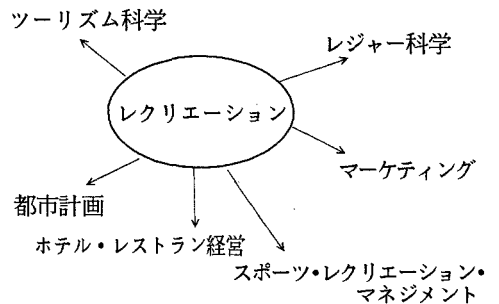 ツーリズム科学
レジャー科学
レクリエーション
マーケティング
都市計画
ホテル・レストラン経営
スポーツ・レクリエーション・
マネジメント